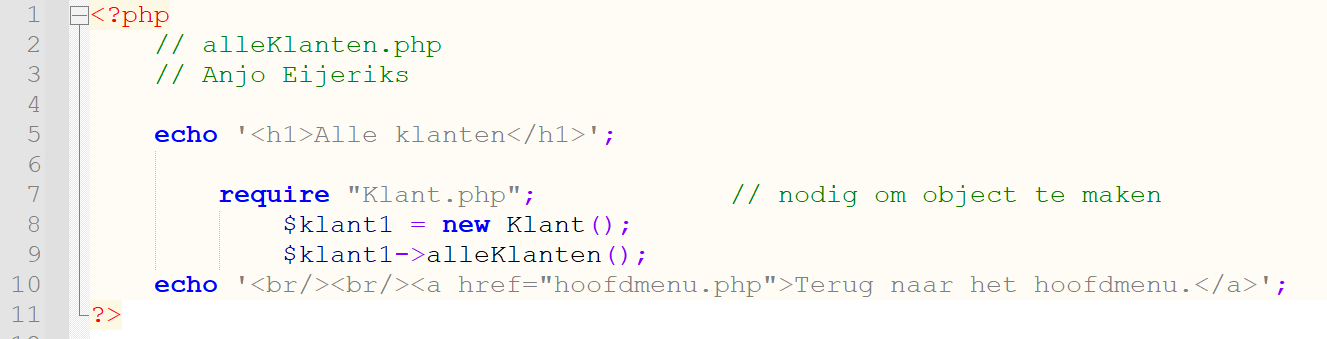 1 <?php
2 // alleKlanten.php
3 // Anjo Eijeriks
4
5 echo '<h1>Alle klanten</h1>';
6
7 require "Klant.php"; // nodig om object te maken
8 $klant1 = new Klant();
9 $klant1->alleKlanten();
10 echo '<br/><br/><a href="hoofdmenu.php">Terug naar het hoofdmenu.</a>';
11 ?>